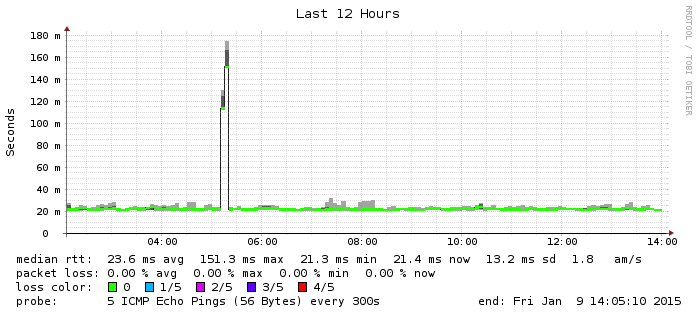 Last 12 Hours
RRDTOOL / TOBI OETIKER
Seconds
180 m
160 m
140 m
120 m
100 m
80 m
60 m
40 m
20 m
0
04:00 06:00 08:00 10:00 12:00 14:00
median rtt: 23.6 ms avg 151.3 ms max 21.3 ms min 21.4 ms now 13.2 ms sd 1.8 am/s
packet loss: 0.00 % avg 0.00 % max 0.00 % min 0.00 % now
loss color: 0 1/5 2/5 3/5 4/5
probe: 5 ICMP Echo Pings (56 Bytes) every 300s end: Fri Jan 9 14:05:10 2015